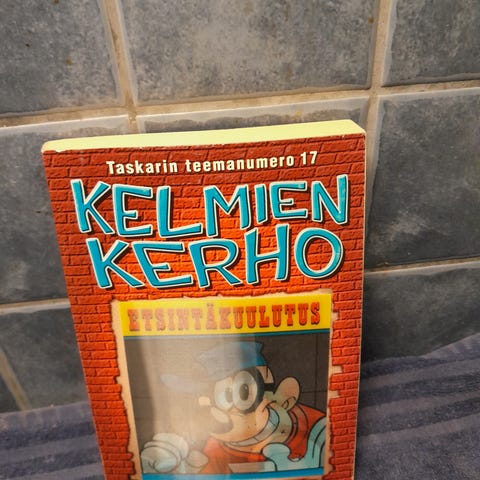 Taskarin teemanumero 17
KELMIEN
KERHO
ETSINTÄKUULUTUS